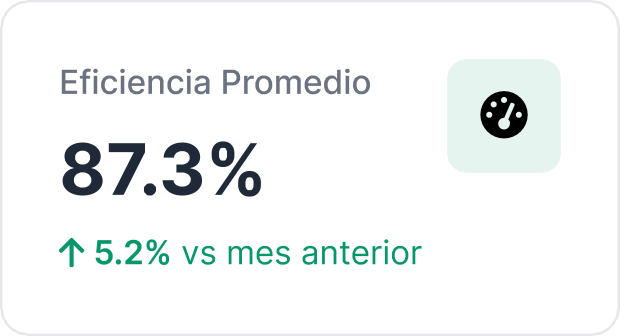 Eficiencia Promedio
87.3%
↑ 5.2% vs mes anterior